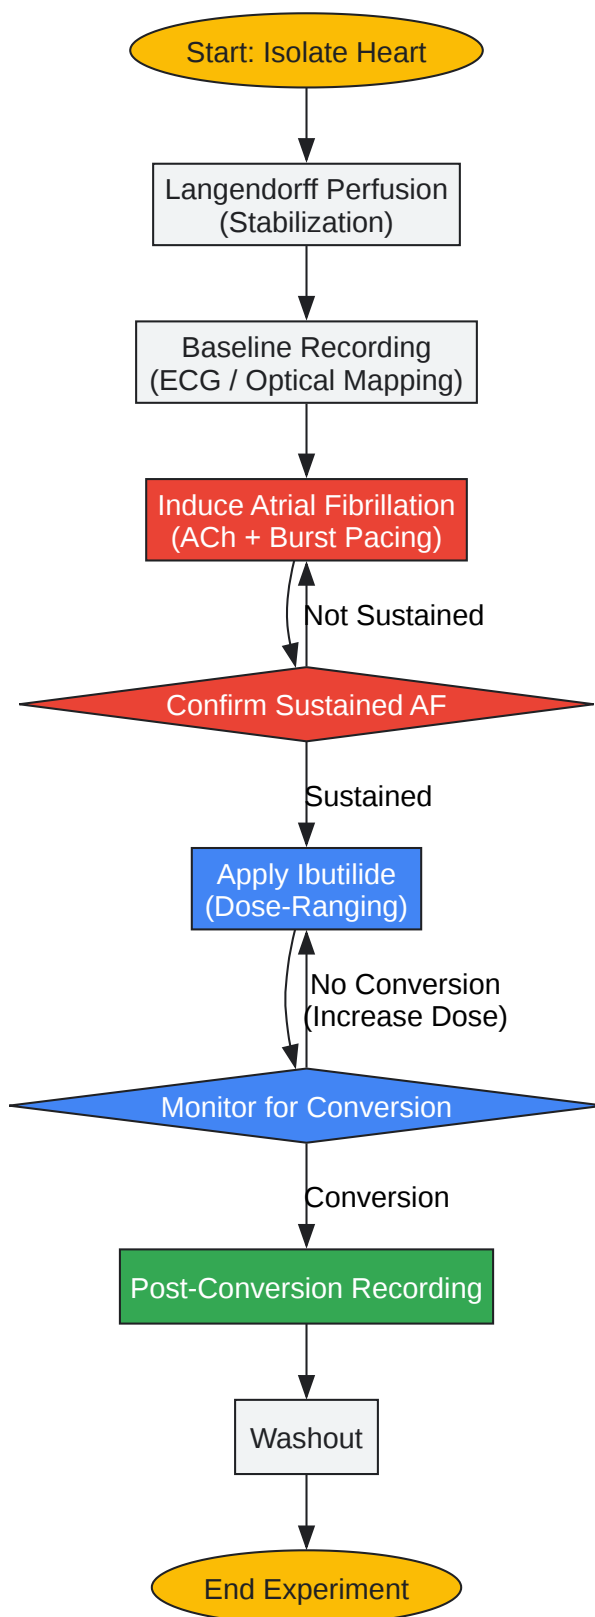 Start: Isolate Heart
Langendorff Perfusion
(Stabilization)
Baseline Recording
(ECG / Optical Mapping)
Induce Atrial Fibrillation
(ACh + Burst Pacing)
Not Sustained
Confirm Sustained AF
Sustained
Apply Ibutilide
(Dose-Ranging)
No Conversion
(Increase Dose)
Monitor for Conversion
Conversion
Post-Conversion Recording
Washout
End Experiment